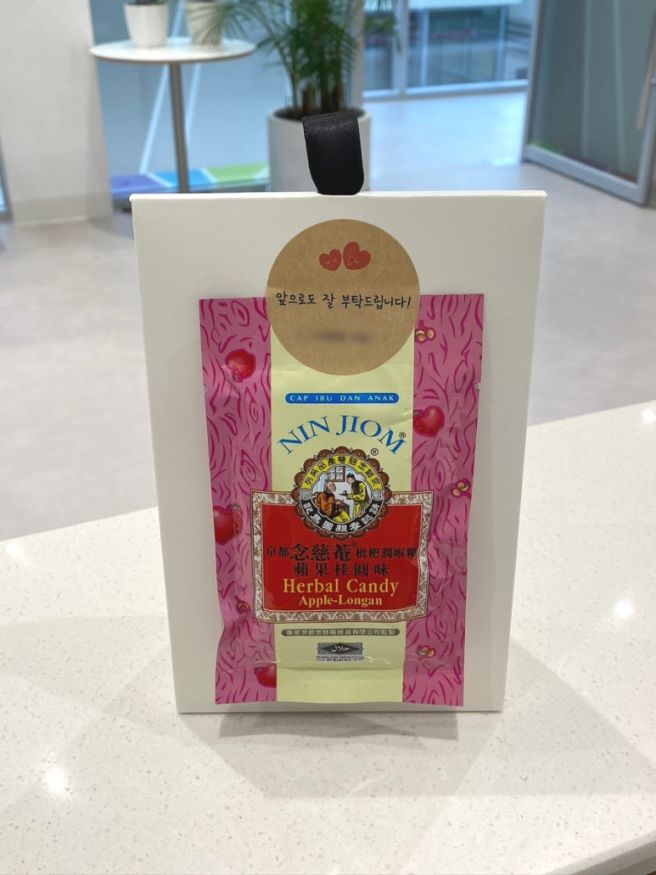 앞으로도 잘 부탁드립니다!
CAP IBU DAN ANAK
NIN JIOM®
®
京都念慈菴®枇杷潤喉糖
蘋果桂圓味
Herbal Candy
Apple-Longan
حلال